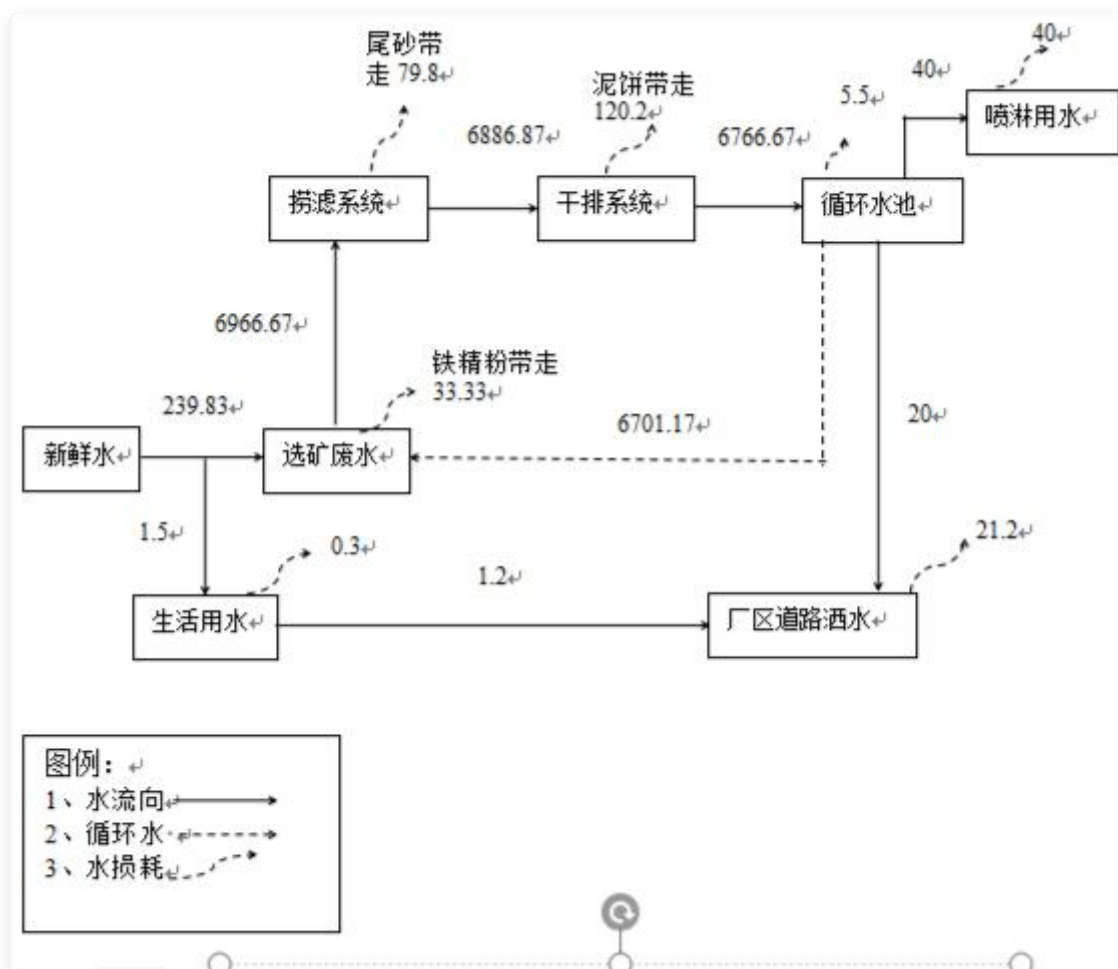 尾砂带
走 79.8
泥饼带走
120.2
40
40
5.5
喷淋用水
6886.87
6766.67
捞滤系统
干排系统
循环水池
6966.67
铁精粉带走
33.33
239.83
6701.17
20
新鲜水
选矿废水
1.5
0.3
1.2
21.2
生活用水
厂区道路洒水
图例：
1、水流向
2、循环水
3、水损耗